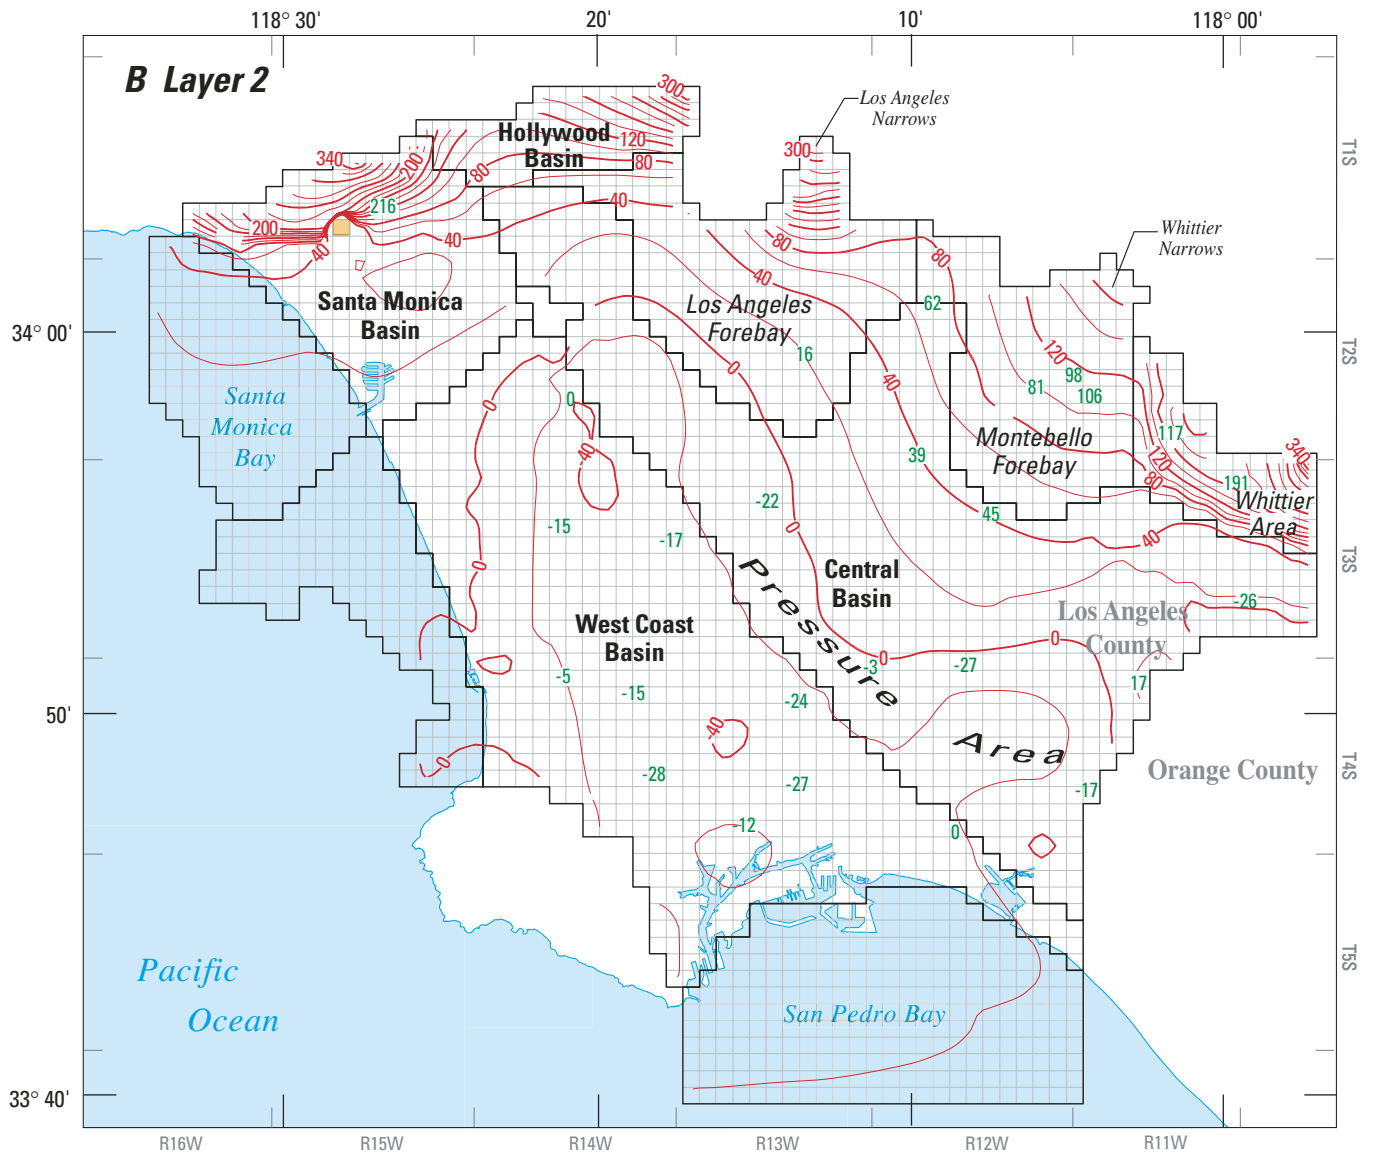 118° 30'
20'
10'
118° 00'
B Layer 2
300
Los Angeles
Narrows
Hollywood
Basin
120
300
T1S
340
200
80
80
216
40
200
40
40
80
80
Whittier
Narrows
40
Santa Monica
Basin
Los Angeles
Forebay
62
34° 00'
16
120
T2S
0
40
98
81
106
Santa
Monica
Bay
0
0
-40
39
Montebello
Forebay
117
120
340
80
191
Whittier
Area
-22
45
-15
-17
0
40
0
Pressure
Central
Basin
T3S
-26
Los Angeles
County
West Coast
Basin
0
0
-3
-27
-5
-15
-24
17
50'
-40
Area
0
-28
-27
-17
Orange County
T4S
-12
0
Pacific
Ocean
T5S
San Pedro Bay
33° 40'
R16W
R15W
R14W
R13W
R12W
R11W